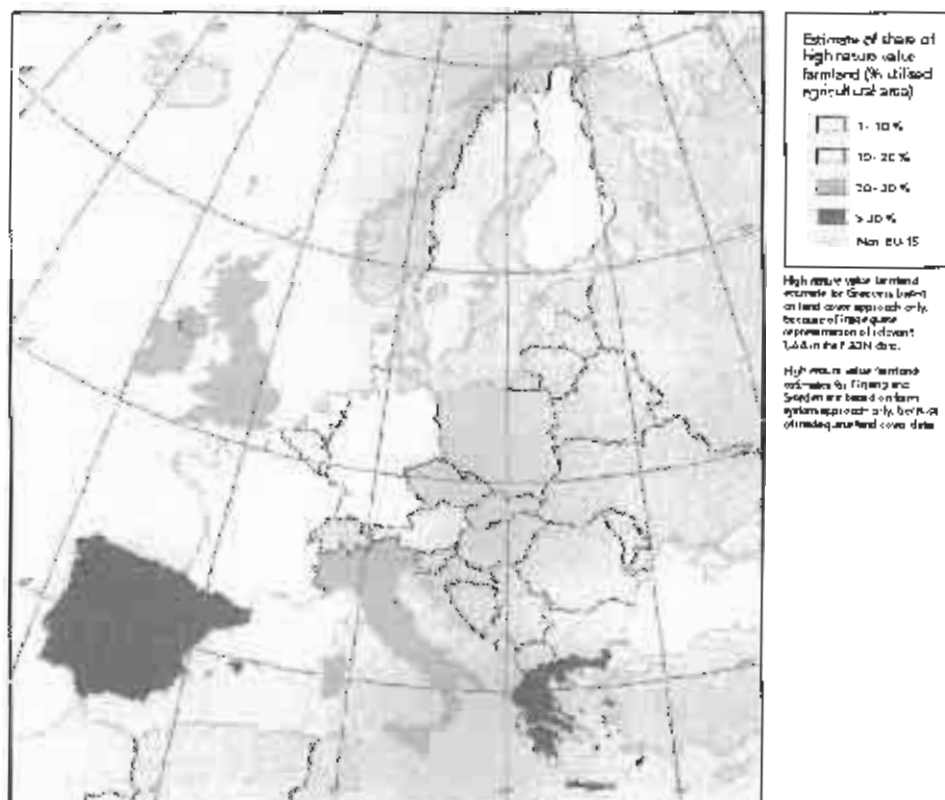 Estimate of share of
high nature value
farmland (% utilised
agricultural area)
1 - 10 %
10 - 20 %
20 - 30 %
> 30 %
Non EU-15
High nature value farmland
estimate for Greece is based
on land cover approach only,
because of inadequate
representation of relevant
in the FADN data.
High nature value farmland
estimates for Finland and
Sweden are based on farm
system approach only, because
of inadequate land cover data